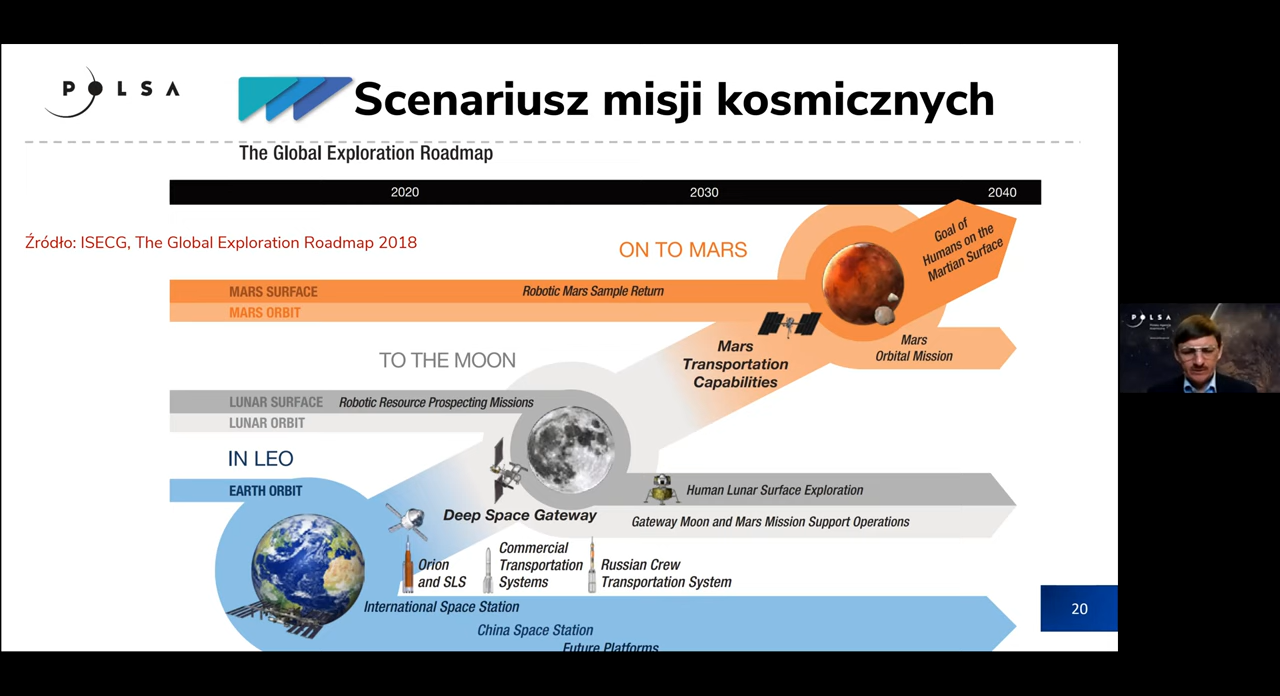 POLSA
Scenariusz misji kosmicznych
The Global Exploration Roadmap
2020 2030 2040
Źródło: ISECG, The Global Exploration Roadmap 2018
ON TO MARS
Goal of
Humans on the
Martian Surface
MARS SURFACE Robotic Mars Sample Return
MARS ORBIT
Mars
Transportation
Capabilities
Mars
Orbital Mission
TO THE MOON
LUNAR SURFACE Robotic Resource Prospecting Missions
LUNAR ORBIT
IN LEO
EARTH ORBIT
Human Lunar Surface Exploration
Deep Space Gateway
Gateway Moon and Mars Mission Support Operations
Orion
and SLS
Commercial
Transportation
Systems
Russian Crew
Transportation System
International Space Station
China Space Station
Future Platforms
20
POLSA